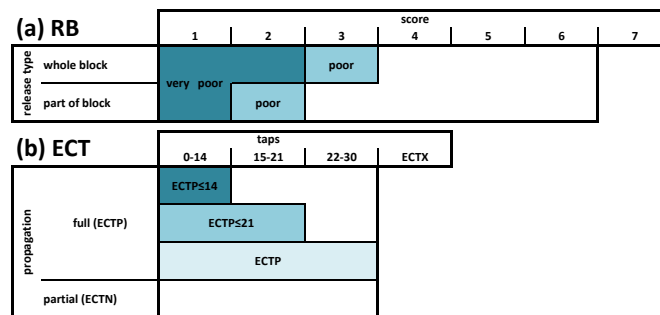 (a) RB
score
1 2 3 4 5 6 7
release type
whole block
very poor
poor
part of block
poor
(b) ECT
taps
0-14 15-21 22-30 ECTX
propagation
ECTP≤14
full (ECTP)
ECTP≤21
ECTP
partial (ECTN)